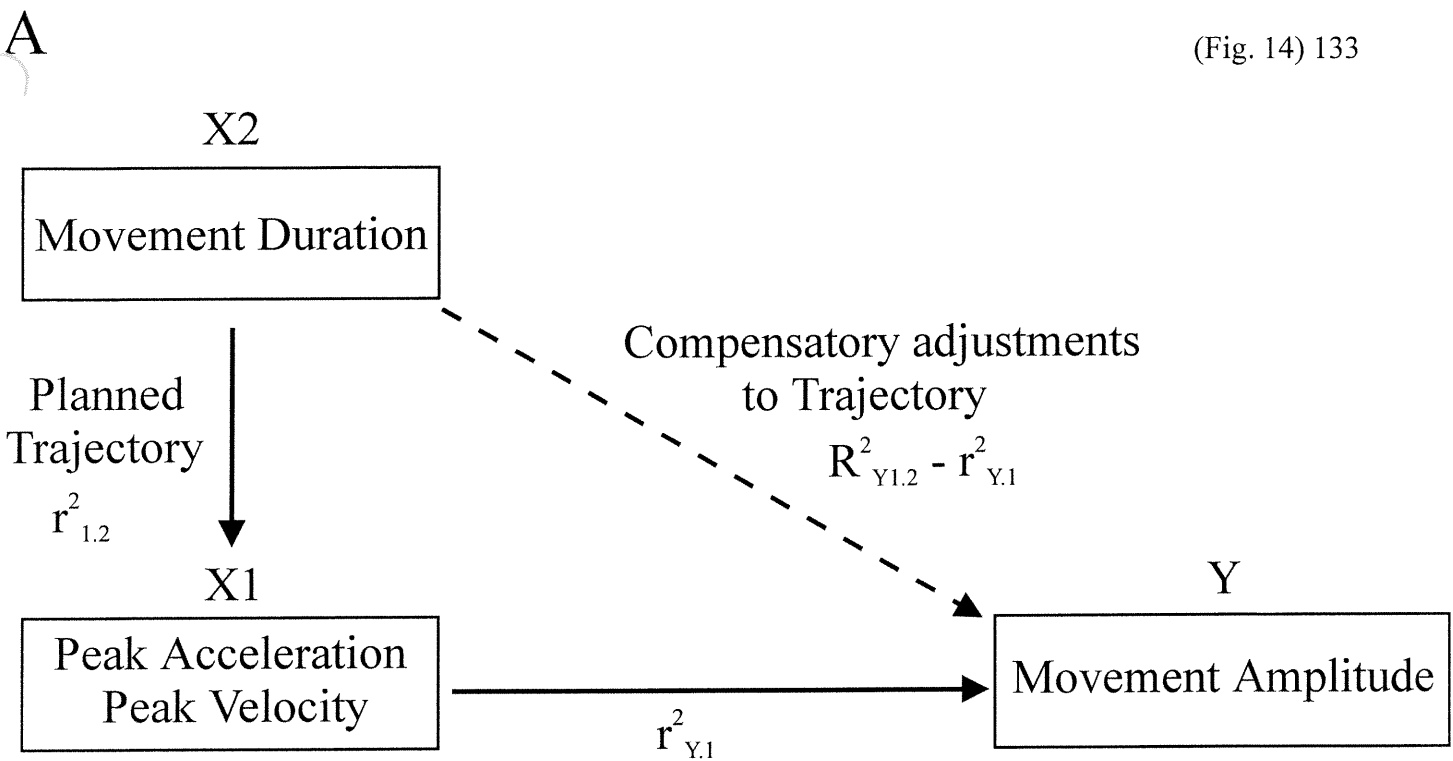 A
(Fig. 14) 133
X2
Movement Duration
Compensatory adjustments
to Trajectory
R²Y1.2 - r²Y.1
Planned
Trajectory
r²1.2
X1
Peak Acceleration
Peak Velocity
r²Y.1
Y
Movement Amplitude